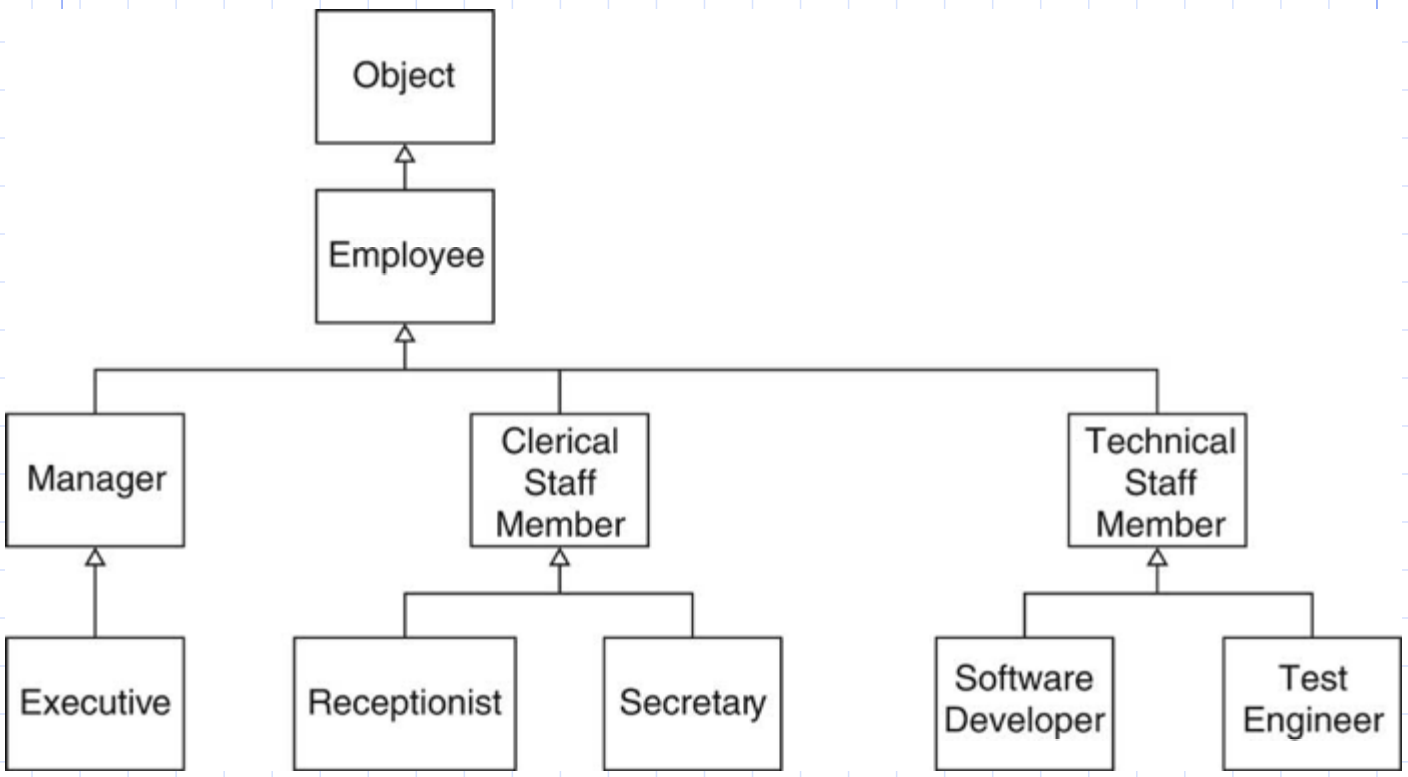 Object
Employee
Manager
Clerical
Staff
Member
Technical
Staff
Member
Executive
Receptionist
Secretary
Software
Developer
Test
Engineer